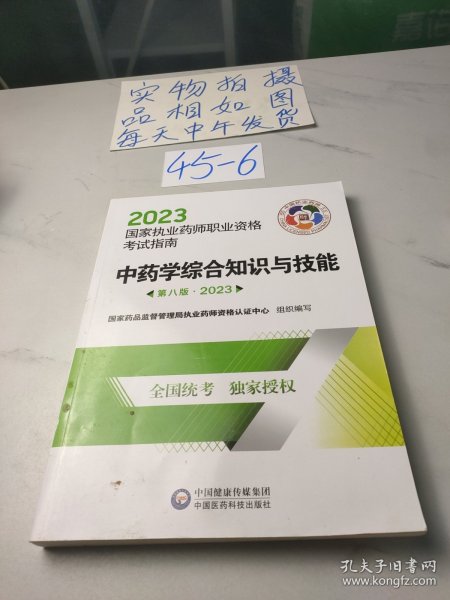 实物拍摄
品相如图
每天中午发货
45-6
2023
国家执业药师职业资格
考试指南
中药学综合知识与技能
第八版·2023
国家药品监督管理局执业药师资格认证中心 组织编写
全国统考 独家授权
中国健康传媒集团
中国医药科技出版社
孔夫子旧书网
www.kongfz.com